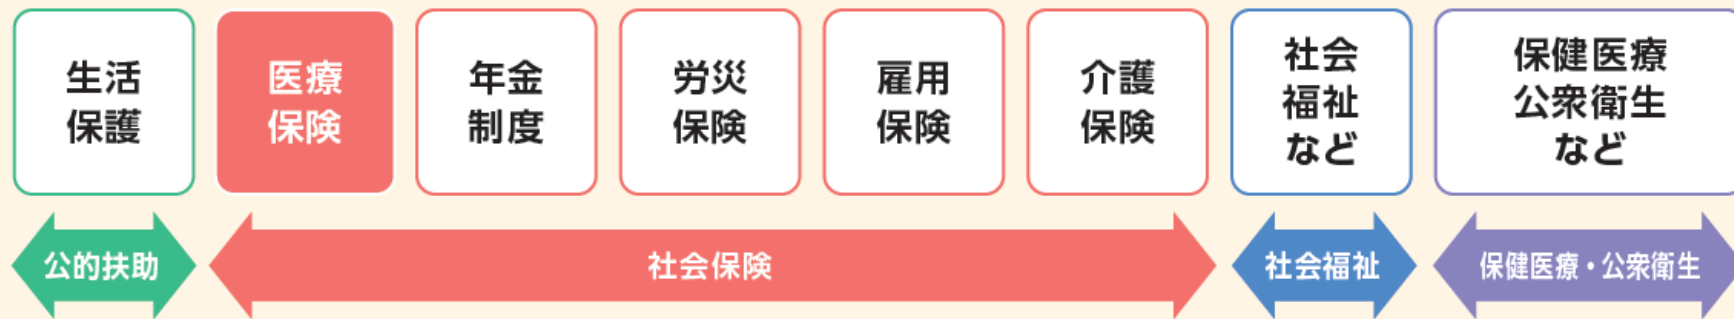 生活
保護
医療
保険
年金
制度
労災
保険
雇用
保険
介護
保険
社会
福祉
など
保健医療
公衆衛生
など
公的扶助
社会保険
社会福祉
保健医療・公衆衛生